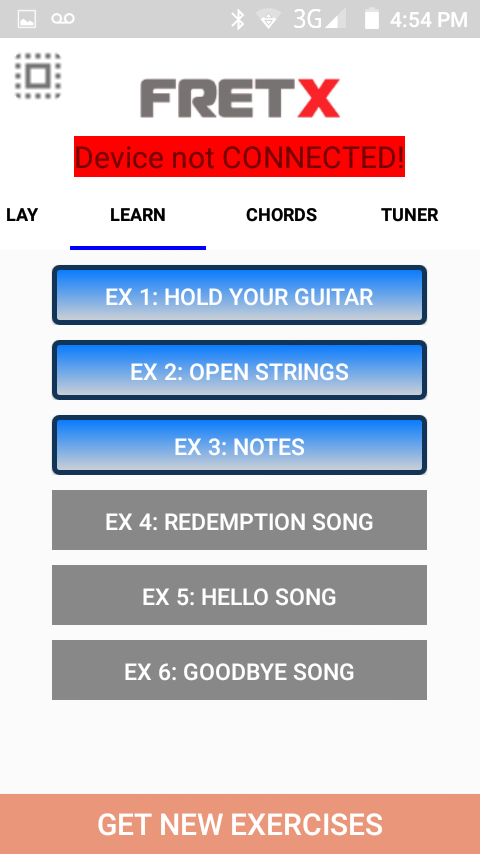 3G 4:54 PM
FRETX
Device not CONNECTED!
LAY LEARN CHORDS TUNER
EX 1: HOLD YOUR GUITAR
EX 2: OPEN STRINGS
EX 3: NOTES
EX 4: REDEMPTION SONG
EX 5: HELLO SONG
EX 6: GOODBYE SONG
GET NEW EXERCISES